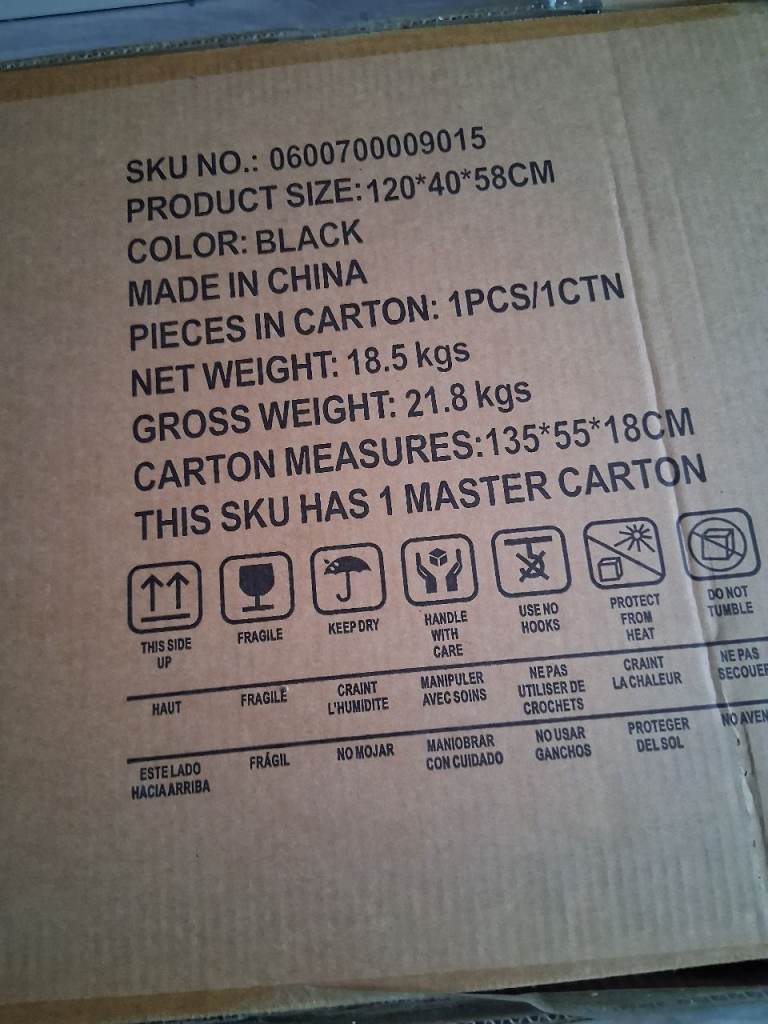 SKU NO.: 0600700009015
PRODUCT SIZE:120*40*58CM
COLOR: BLACK
MADE IN CHINA
PIECES IN CARTON: 1PCS/1CTN
NET WEIGHT: 18.5 kgs
GROSS WEIGHT: 21.8 kgs
CARTON MEASURES:135*55*18CM
THIS SKU HAS 1 MASTER CARTON
THIS SIDE
UP
FRAGILE
KEEP DRY
HANDLE
WITH
CARE
USE NO
HOOKS
PROTECT
FROM
HEAT
DO NOT
TUMBLE
HAUT
FRAGILE
CRAINT
L'HUMIDITE
MANIPULER
AVEC SOINS
NE PAS
UTILISER DE
CROCHETS
CRAINT
LA CHALEUR
NE PAS
SECOUER
ESTE LADO
HACIA ARRIBA
FRÁGIL
NO MOJAR
MANIOBRAR
CON CUIDADO
NO USAR
GANCHOS
PROTEGER
DEL SOL
NO AVEN